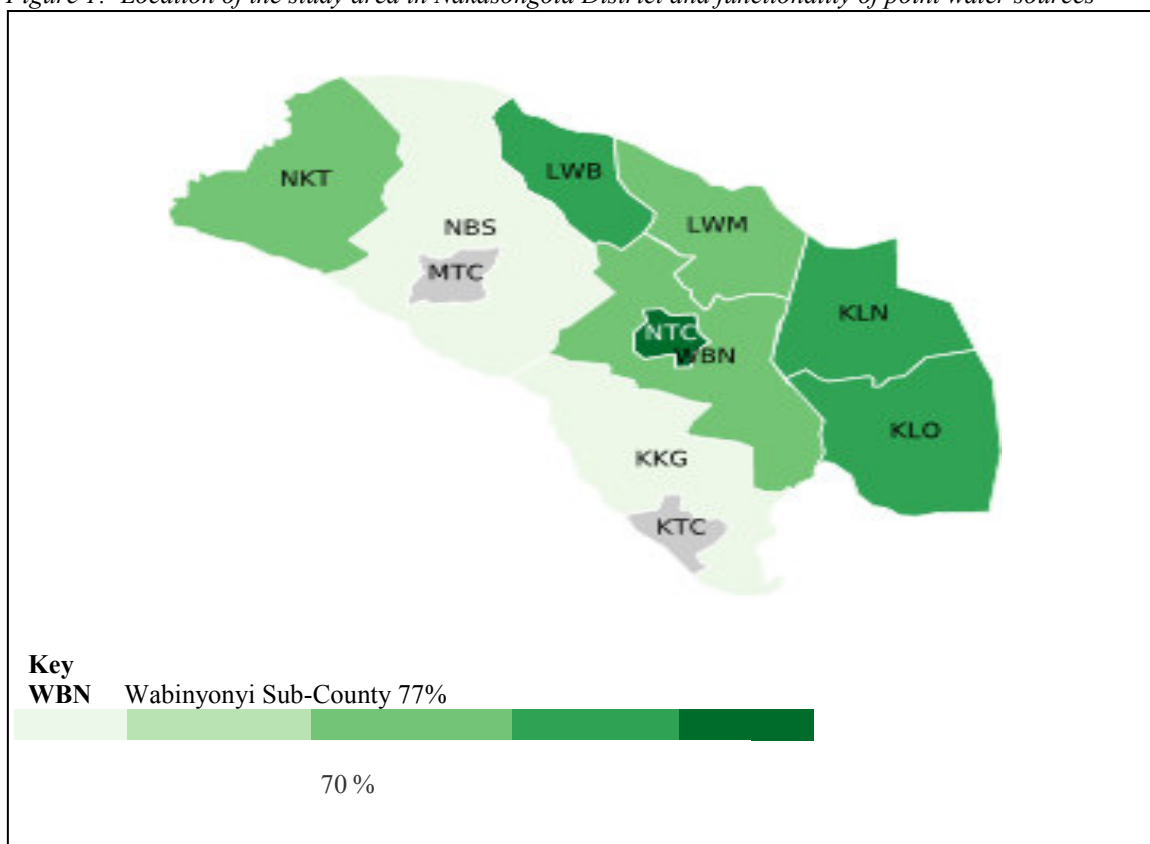 Figure 1: Location of the study area in Nakasongola District and functionality of point water sources
NKT
LWB
LWM
NBS
MTC
KLN
NTC
WBN
KLO
KKG
KTC
Key
WBN Wabinyonyi Sub-County 77%
70 %